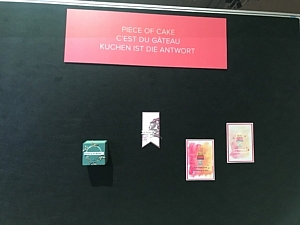 PIECE OF CAKE
C'EST DU GÂTEAU
KUCHEN IST DIE ANTWORT